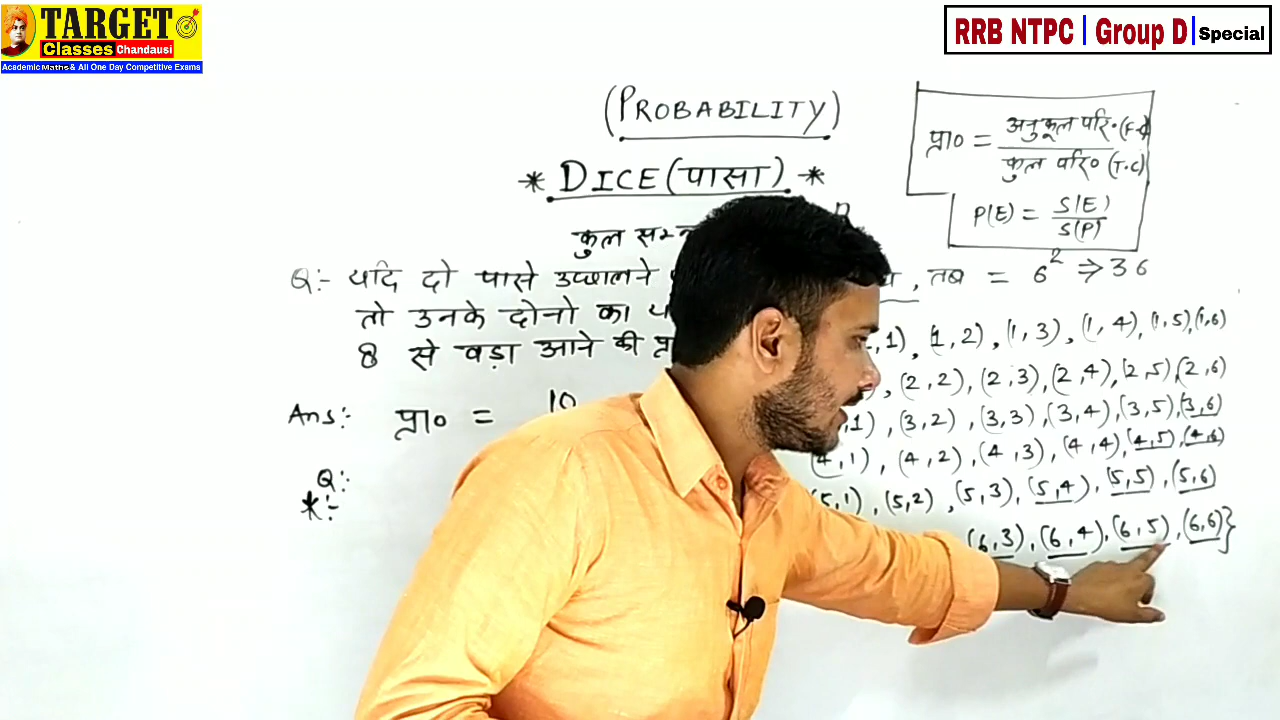 TARGET
Classes Chandausi
Academic Maths & All One Day Competitive Exams
RRB NTPC | Group D | Special
(PROBABILITY)
* DICE (पासा) *
प्रा० = अनुकूल परि॰ (F.C)
कुल परि० (T.C)
P(E) = S(E)
S(P)
कुल
n
Q:- यदि दो पासे उच्छालने
, तब = 6² ⇒ 36
तो उनके दोनो का
8 से बड़ा आने की
,1), (1,2), (1,3), (1,4), (1,5), (1,6)
, (2,2), (2,3), (2,4), (2,5), (2,6)
,1), (3,2), (3,3), (3,4), (3,5), (3,6)
(4,1), (4,2), (4,3), (4,4), (4,5), (4,6)
(5,1), (5,2), (5,3), (5,4), (5,5), (5,6)
(6,3), (6,4), (6,5), (6,6)}
Ans:- प्रा० = 10
Q:
*:-